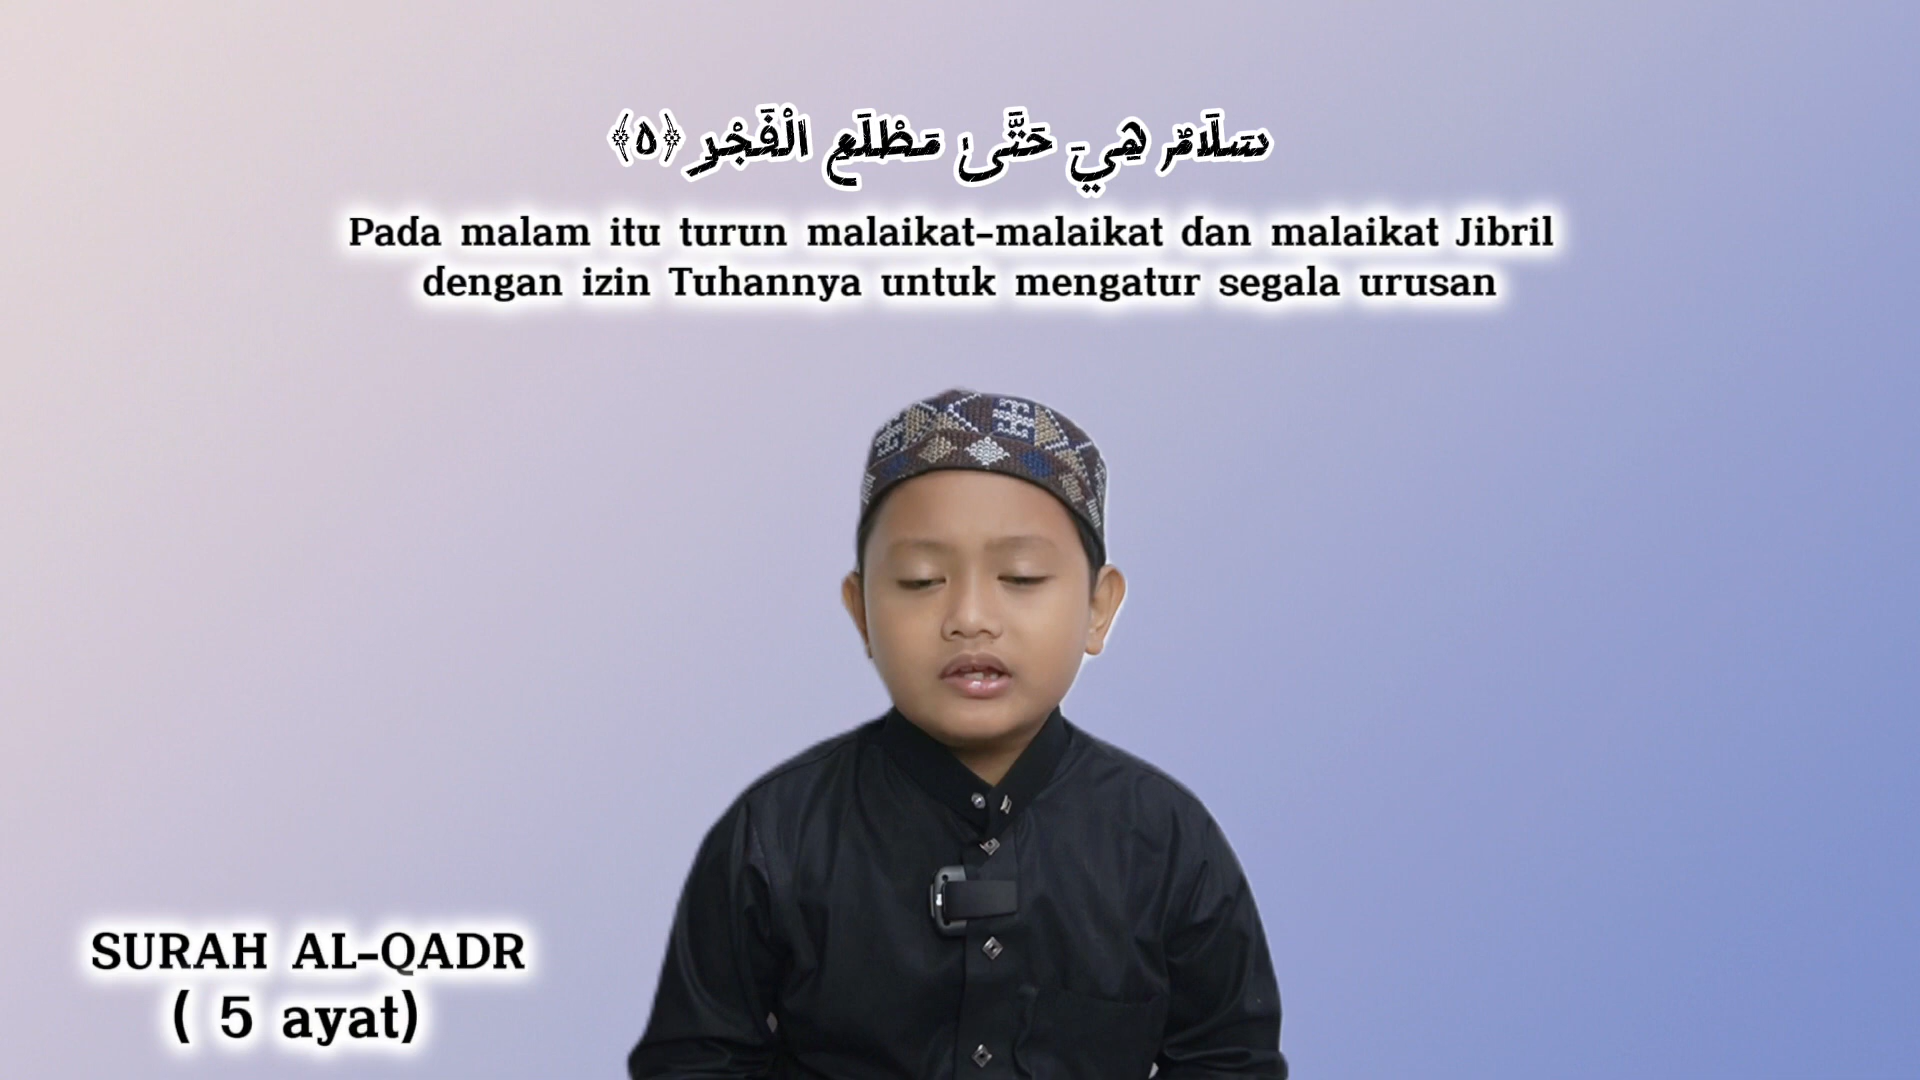 سَلَامٌ هِيَ حَتَّىٰ مَطْلَعِ الْفَجْرِ ﴿٥﴾
Pada malam itu turun malaikat-malaikat dan malaikat Jibril
dengan izin Tuhannya untuk mengatur segala urusan
SURAH AL-QADR
( 5 ayat)